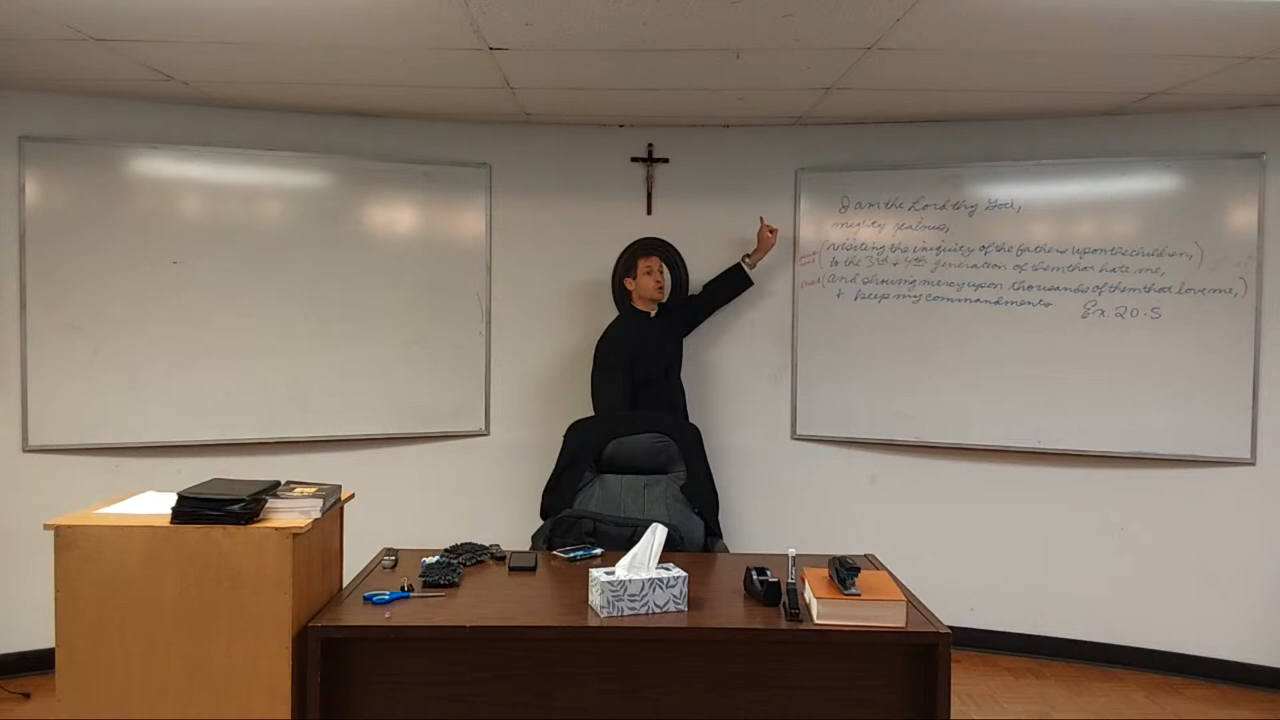 I am the Lord thy God,
mighty jealous,
(visiting the iniquity of the fathers upon the children,)
to the 3rd & 4th generation of them that hate me,
(and showing mercy upon thousands of them that love me,)
& keep my commandments Ex. 20.5